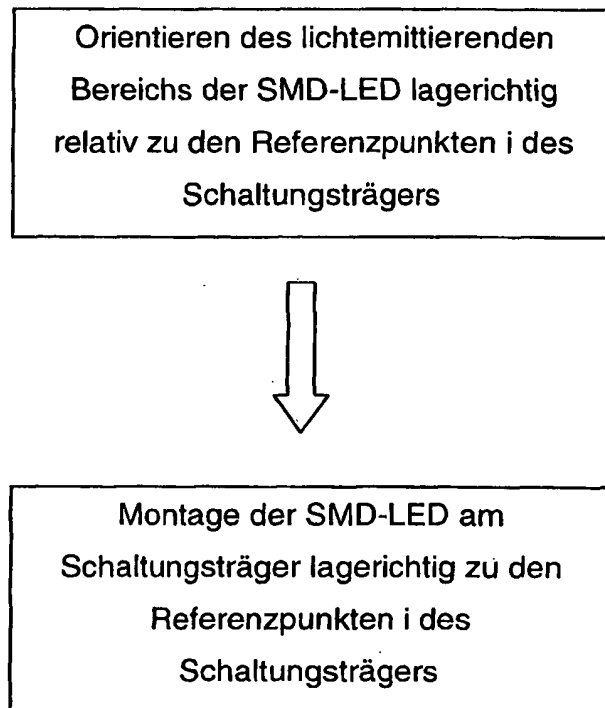 Orientieren des lichtemittierenden
Bereichs der SMD-LED lagerichtig
relativ zu den Referenzpunkten i des
Schaltungsträgers
Montage der SMD-LED am
Schaltungsträger lagerichtig zu den
Referenzpunkten i des
Schaltungsträgers